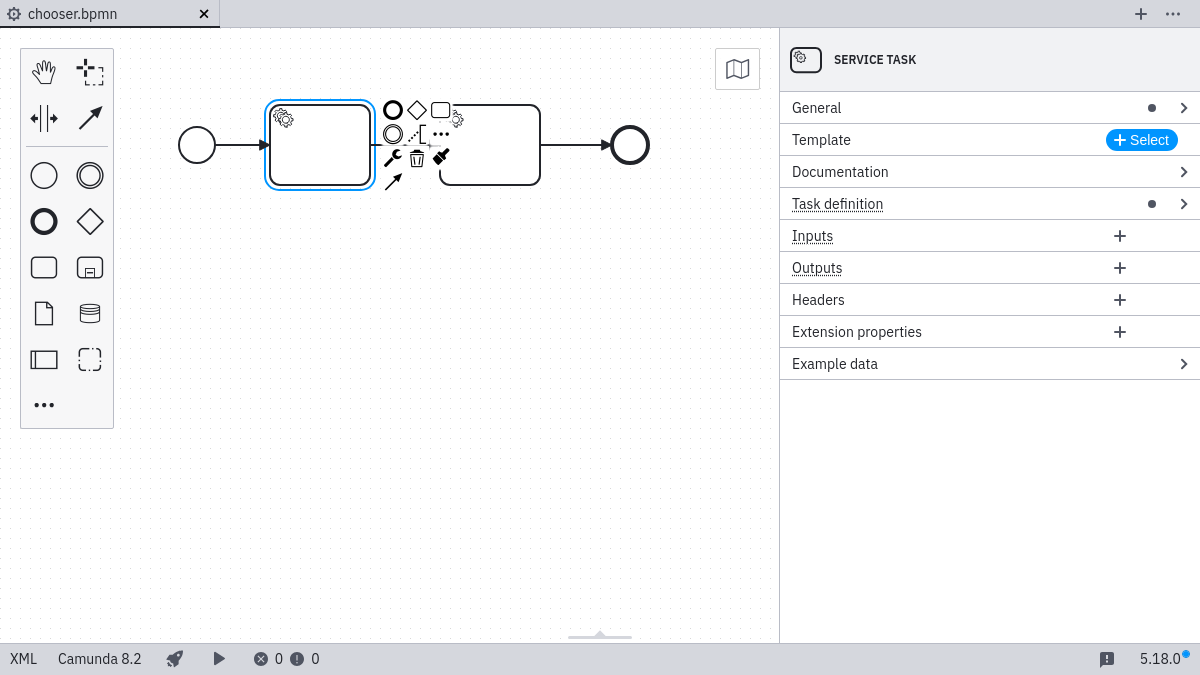 chooser.bpmn
SERVICE TASK
General
Template
Select
Documentation
Task definition
Inputs
Outputs
Headers
Extension properties
Example data
XML
Camunda 8.2
0
0
5.18.0